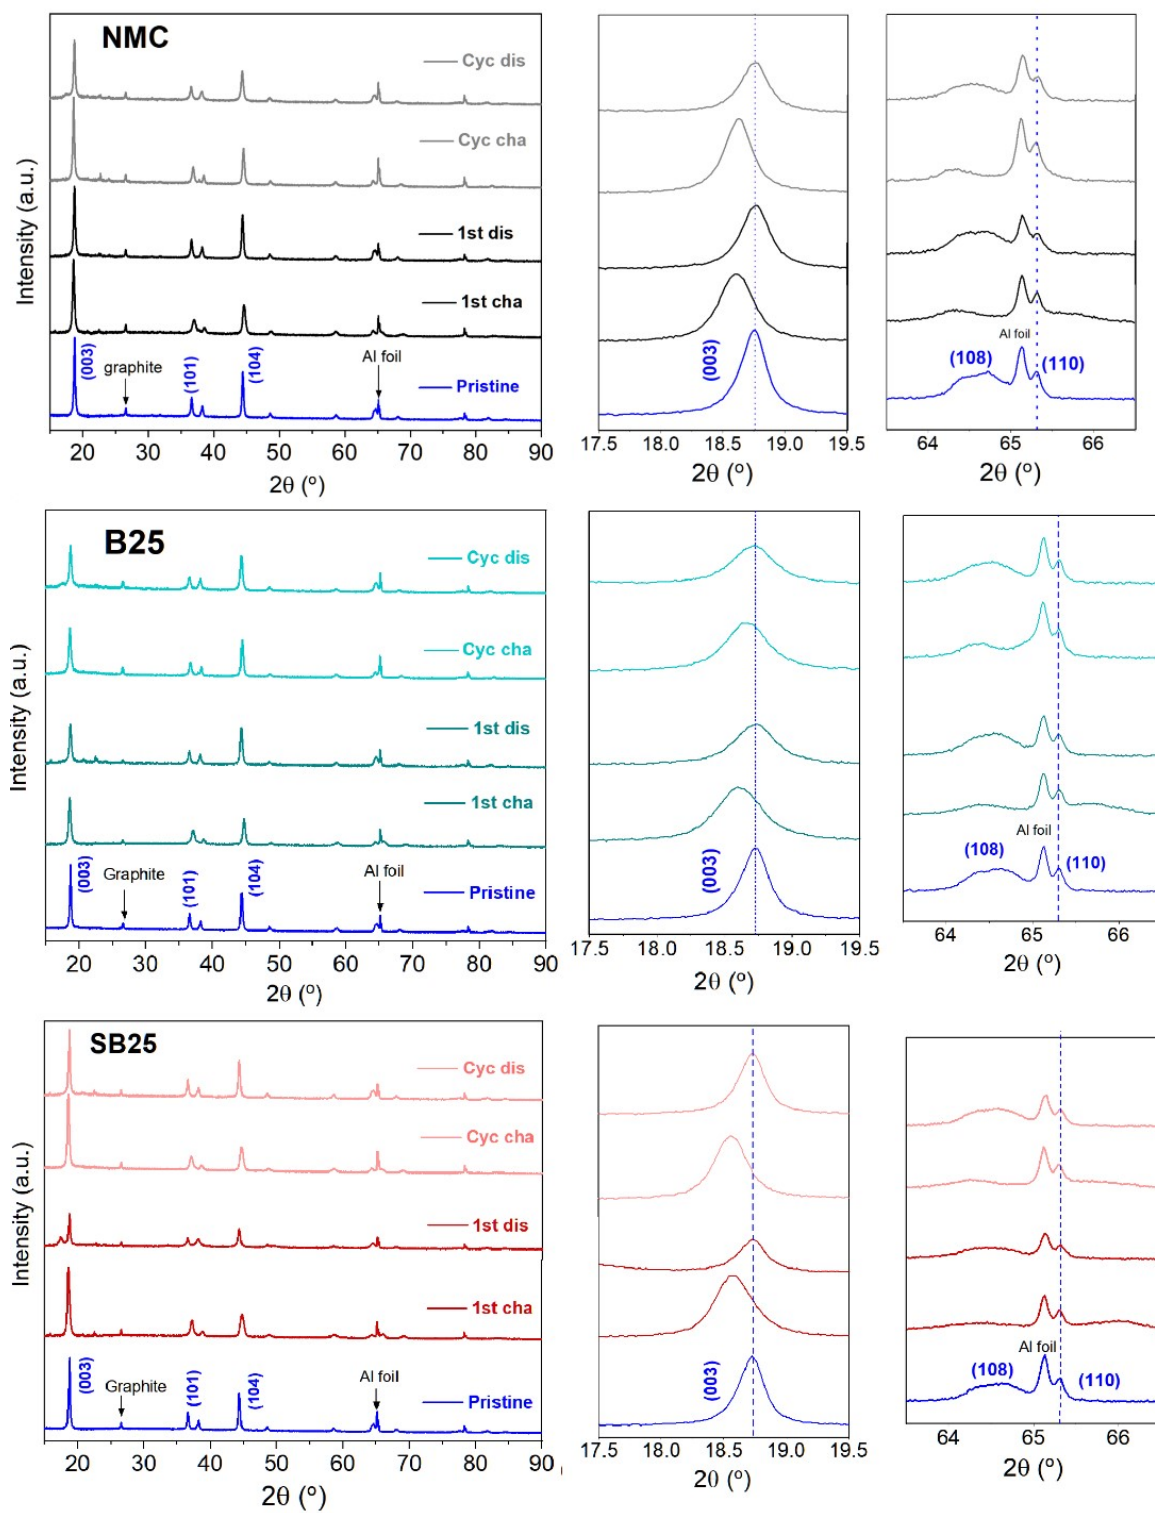 NMC
Cyc dis
Cyc cha
1st dis
1st cha
Pristine
(003)
graphite
(101)
(104)
Al foil
Intensity (a.u.)
20 30 40 50 60 70 80 90
2θ (°)
(003)
17.5 18.0 18.5 19.0 19.5
2θ (°)
Al foil
(108)
(110)
64 65 66
2θ (°)
B25
Cyc dis
Cyc cha
1st dis
1st cha
Pristine
(003)
Graphite
(101)
(104)
Al foil
Intensity (a.u.)
20 30 40 50 60 70 80 90
2θ (°)
(003)
17.5 18.0 18.5 19.0 19.5
2θ (°)
Al foil
(108)
(110)
64 65 66
2θ (°)
SB25
Cyc dis
Cyc cha
1st dis
1st cha
Pristine
(003)
Graphite
(101)
(104)
Al foil
Intensity (a.u.)
20 30 40 50 60 70 80 90
2θ (°)
(003)
17.5 18.0 18.5 19.0 19.5
2θ (°)
Al foil
(108)
(110)
64 65 66
2θ (°)